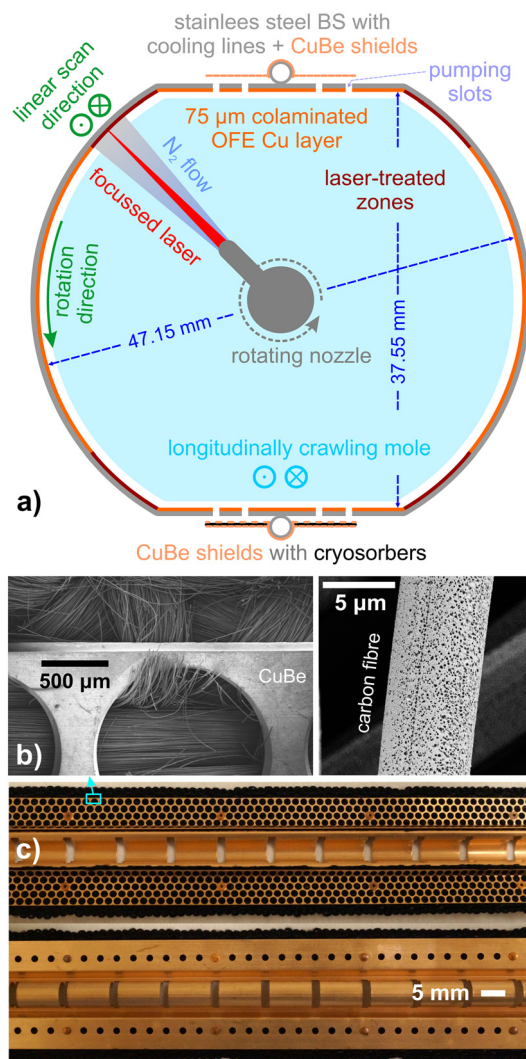 stainlees steel BS with
cooling lines + CuBe shields
linear scan
direction
pumping
slots
75 µm colaminated
OFE Cu layer
N₂ flow
focussed laser
laser-treated
zones
rotation
direction
47.15 mm
rotating nozzle
37.55 mm
longitudinally crawling mole
a)
CuBe shields with cryosorbers
500 µm
CuBe
b)
5 µm
carbon fibre
c)
5 mm